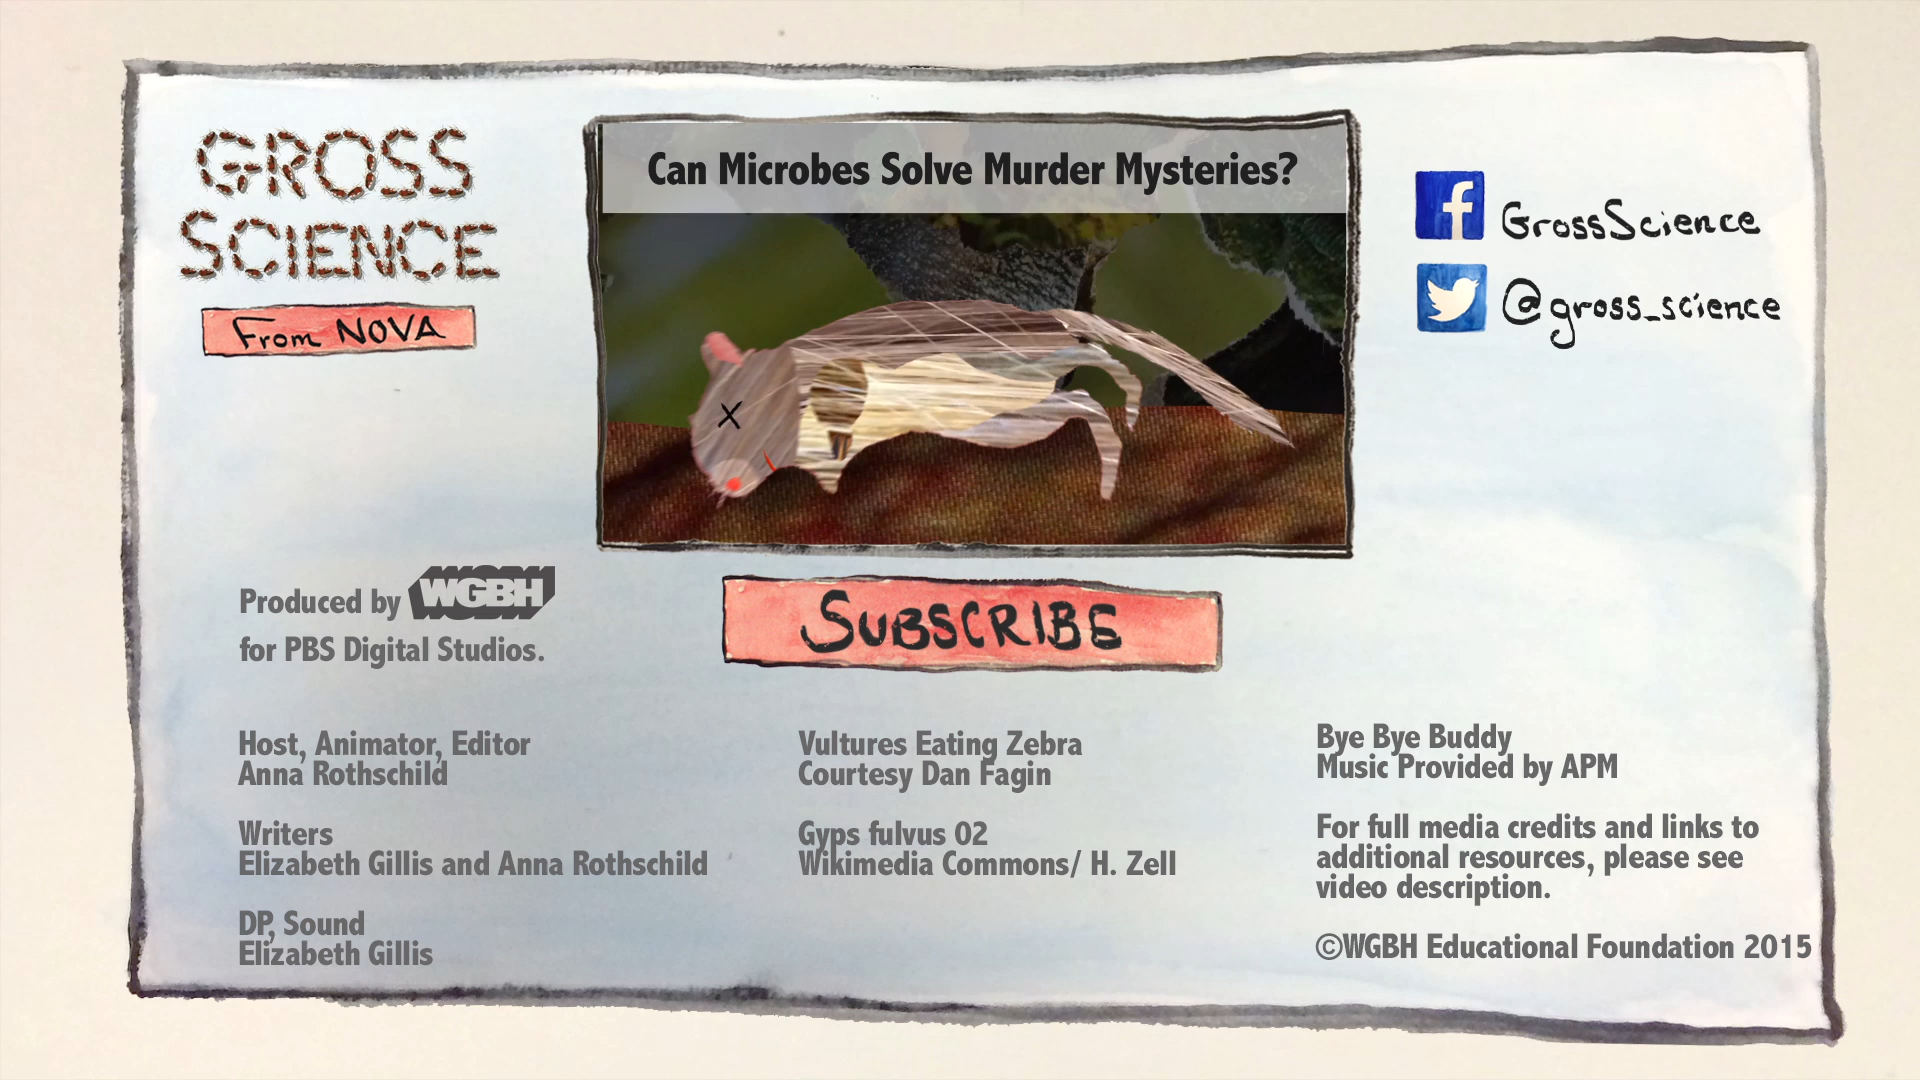 GROSS
SCIENCE
From NOVA
Can Microbes Solve Murder Mysteries?
f GrossScience
@gross_science
Produced by WGBH
for PBS Digital Studios.
SUBSCRIBE
Host, Animator, Editor
Anna Rothschild
Writers
Elizabeth Gillis and Anna Rothschild
DP, Sound
Elizabeth Gillis
Vultures Eating Zebra
Courtesy Dan Fagin
Gyps fulvus 02
Wikimedia Commons/ H. Zell
Bye Bye Buddy
Music Provided by APM
For full media credits and links to
additional resources, please see
video description.
©WGBH Educational Foundation 2015